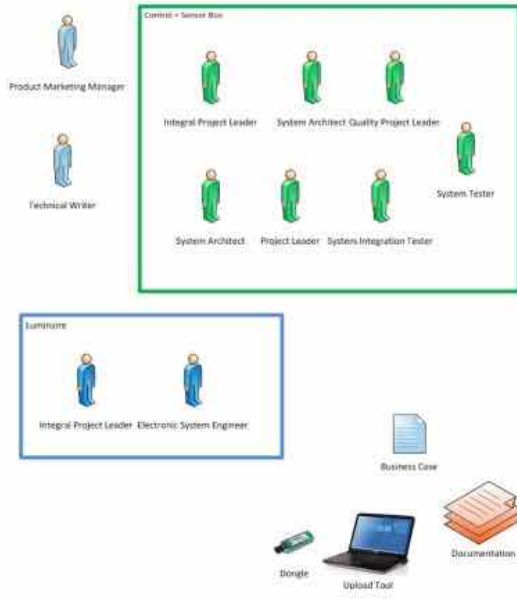 Control + Sensor Box
Product Marketing Manager
Integral Project Leader
System Architect
Quality Project Leader
Technical Writer
System Tester
System Architect
Project Leader
System Integration Tester
Luminaire
Integral Project Leader
Electronic System Engineer
Business Case
Documentation
Dongle
Upload Tool